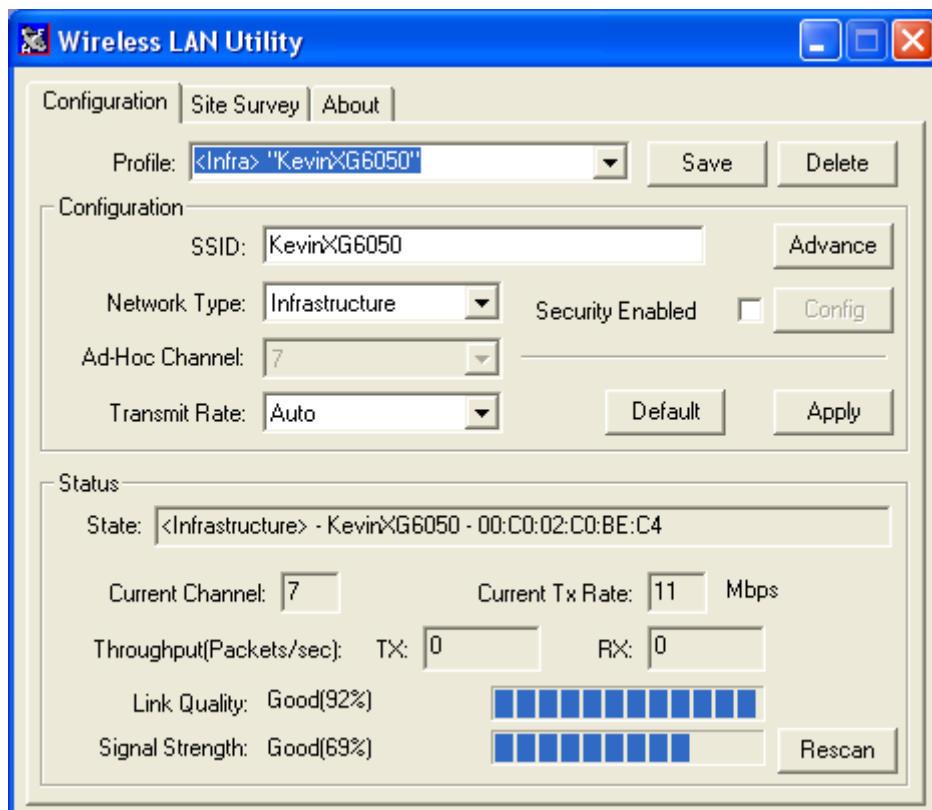 Wireless LAN Utility
Configuration Site Survey About
Profile: <Infra> "KevinXG6050" Save Delete
Configuration
SSID: KevinXG6050 Advance
Network Type: Infrastructure Security Enabled Config
Ad-Hoc Channel: 7
Transmit Rate: Auto Default Apply
Status
State: <Infrastructure> - KevinXG6050 - 00:C0:02:C0:BE:C4
Current Channel: 7 Current Tx Rate: 11 Mbps
Throughput(Packets/sec): TX: 0 RX: 0
Link Quality: Good(92%)
Signal Strength: Good(69%) Rescan